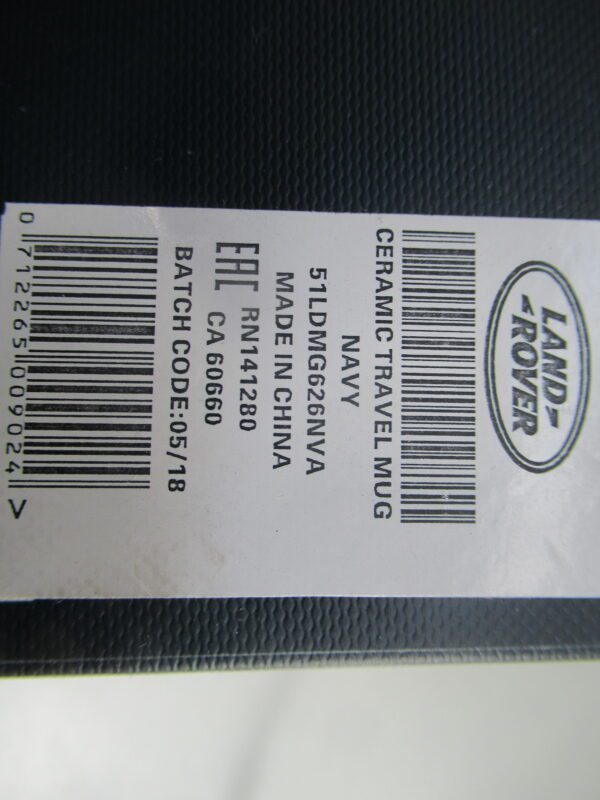 LAND
ROVER
CERAMIC TRAVEL MUG
NAVY
51LDMG626NVA
MADE IN CHINA
EAC RN141280
CA 60660
BATCH CODE:05/18
0 712265 009024 >